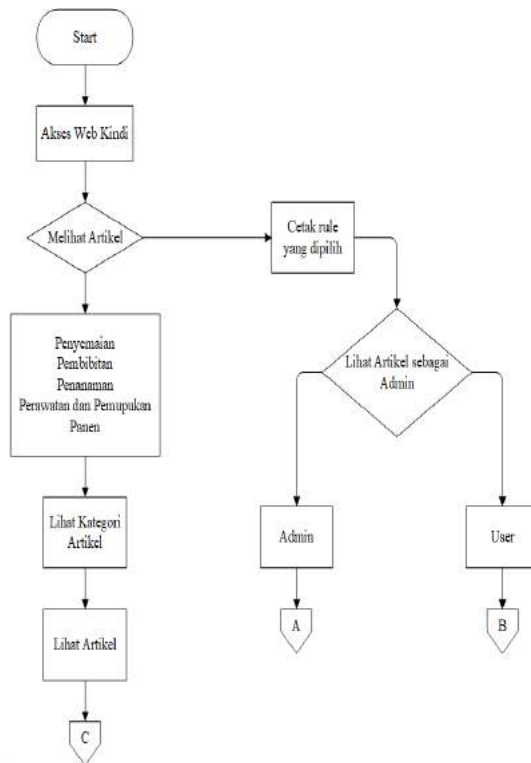 Start
Akses Web Kindi
Melihat Artikel
Cetak rule
yang dipilih
Penyemaian
Pembibitan
Penanaman
Perawatan dan Pemupukan
Panen
Lihat Artikel sebagai
Admin
Lihat Kategori
Artikel
Admin
User
Lihat Artikel
A
B
C